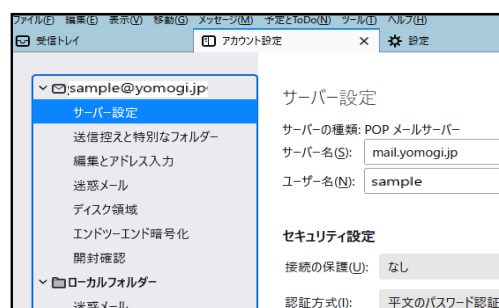 ファイル(F) 編集(E) 表示(V) 移動(G) メッセージ(M) 予定とToDo(N) ツール(T) ヘルプ(H)
受信トレイ アカウント設定 × 設定
sample@yomogi.jp
サーバー設定
送信控えと特別なフォルダー
編集とアドレス入力
迷惑メール
ディスク領域
エンドツーエンド暗号化
開封確認
ローカルフォルダー
迷惑メール
サーバー設定
サーバーの種類: POP メールサーバー
サーバー名(S): mail.yomogi.jp
ユーザー名(N): sample
セキュリティ設定
接続の保護(U): なし
認証方式(I): 平文のパスワード認証